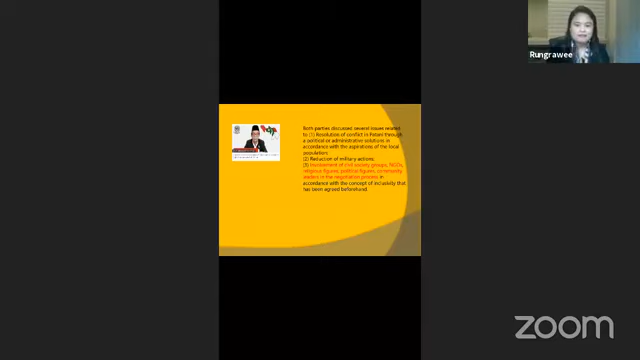 Rungrawee
Both parties discussed several issues related
to (1) Resolution of conflict in Patani through
a political or administrative solutions in
accordance with the aspirations of the local
population
(2) Reduction of military actions.
(3) Involvement of civil society groups, NGOs,
religious figures, political figures, community
leaders in the negotiation process in
accordance with the concept of inclusivity that
has been agreed beforehand.
zoom